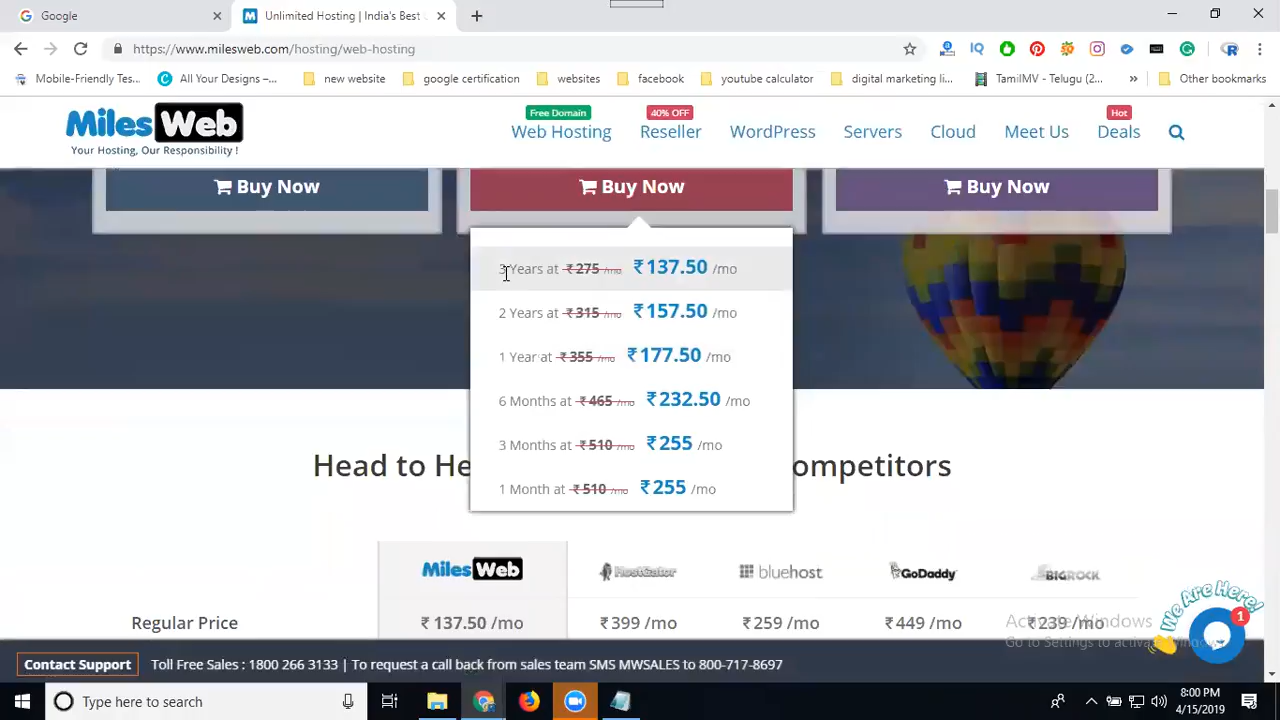 Google
Unlimited Hosting | India's Best
https://www.milesweb.com/hosting/web-hosting
Mobile-Friendly Tes...
All Your Designs –...
new website
google certification
websites
facebook
youtube calculator
digital marketing li...
TamilMV - Telugu (2...
Other bookmarks
Miles Web
Your Hosting, Our Responsibility !
Free Domain
40% OFF
Hot
Web Hosting
Reseller
WordPress
Servers
Cloud
Meet Us
Deals
Buy Now
Buy Now
Buy Now
3 Years at ₹ 275 /mo ₹137.50 /mo
2 Years at ₹ 315 /mo ₹157.50 /mo
1 Year at ₹ 355 /mo ₹177.50 /mo
6 Months at ₹ 465 /mo ₹232.50 /mo
3 Months at ₹ 510 /mo ₹255 /mo
1 Month at ₹ 510 /mo ₹255 /mo
Head to He
ompetitors
Miles Web
HostGator
bluehost
GoDaddy
BIGROCK
Regular Price
₹ 137.50 /mo
₹399 /mo
₹259 /mo
₹449 /mo
₹239 /mo
We Are Here!
1
Activate Windows
Go to Settings to activate Windows.
Contact Support
Toll Free Sales : 1800 266 3133 | To request a call back from sales team SMS MWSALES to 800-717-8697
Type here to search
8:00 PM
4/15/2019